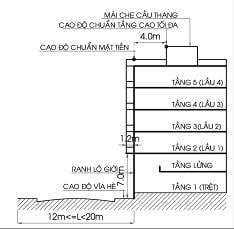 MÁI CHE CẦU THANG
CAO ĐỘ CHUẨN TẦNG CAO TỐI ĐA
4.0m
CAO ĐỘ CHUẨN MẶT TIỀN
TẦNG 5 (LẦU 4)
TẦNG 4 (LẦU 3)
TẦNG 3(LẦU 2)
1.2m
TẦNG 2 (LẦU 1)
RANH LỘ GIỚI
TẦNG LỬNG
7.0m
CAO ĐỘ VỈA HÈ
TẦNG 1 (TRỆT)
12m<=L<20m